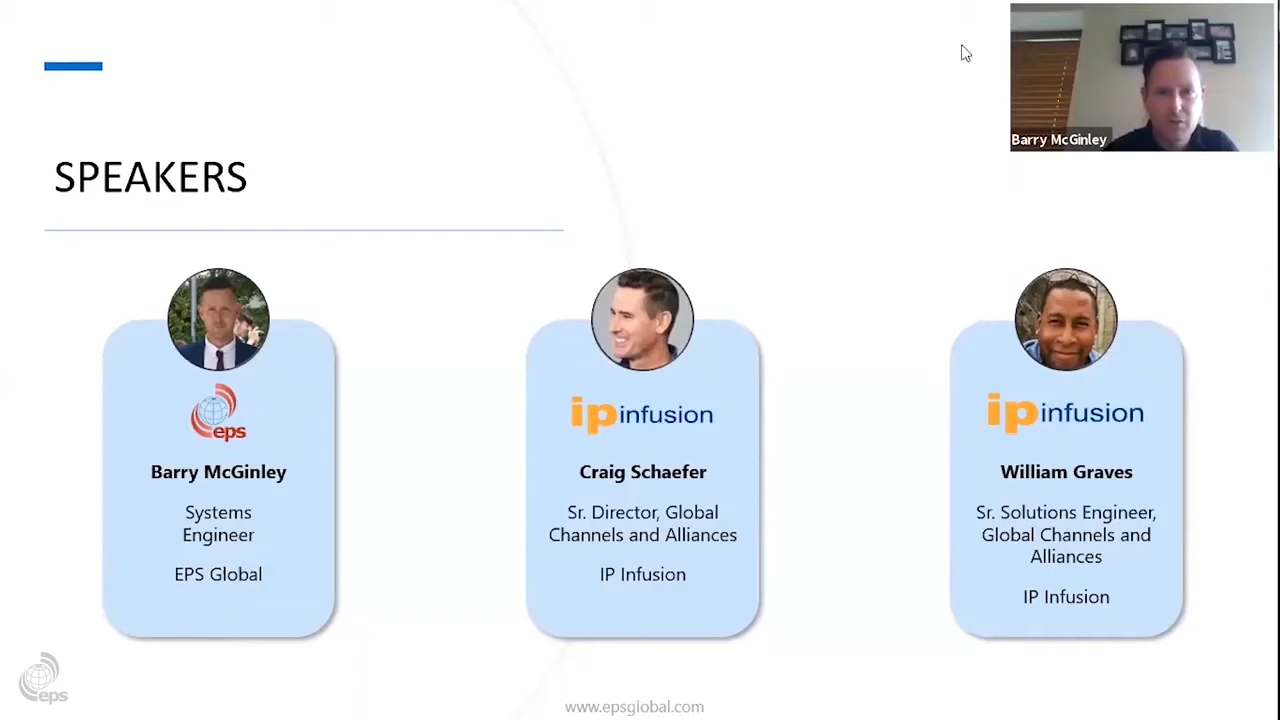 Barry McGinley
SPEAKERS
eps
Barry McGinley
Systems
Engineer
EPS Global
ip infusion
Craig Schaefer
Sr. Director, Global
Channels and Alliances
IP Infusion
ip infusion
William Graves
Sr. Solutions Engineer,
Global Channels and
Alliances
IP Infusion
eps
www.epsglobal.com